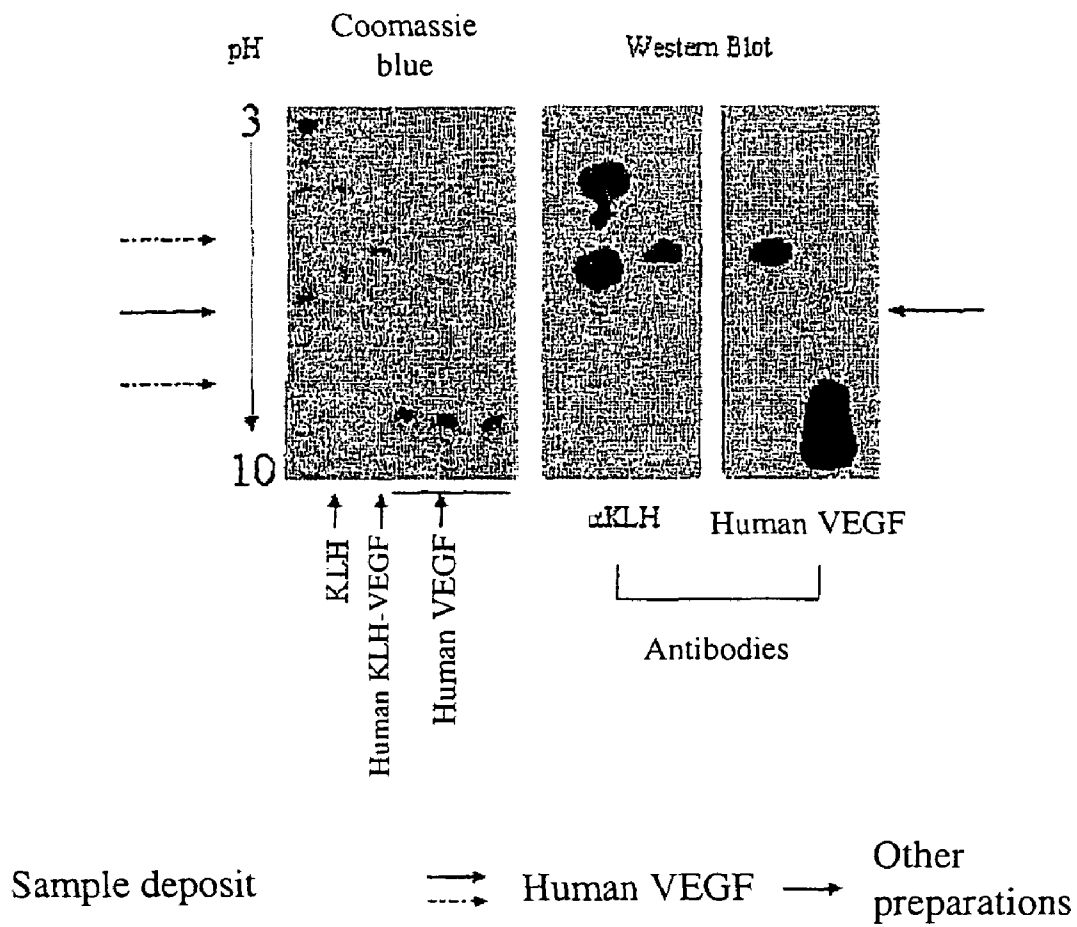 Coomassie
blue
pH
Western Blot
3
10
KLH
Human KLH-VEGF
Human VEGF
αKLH
Human VEGF
Antibodies
Sample deposit
Human VEGF
Other
preparations